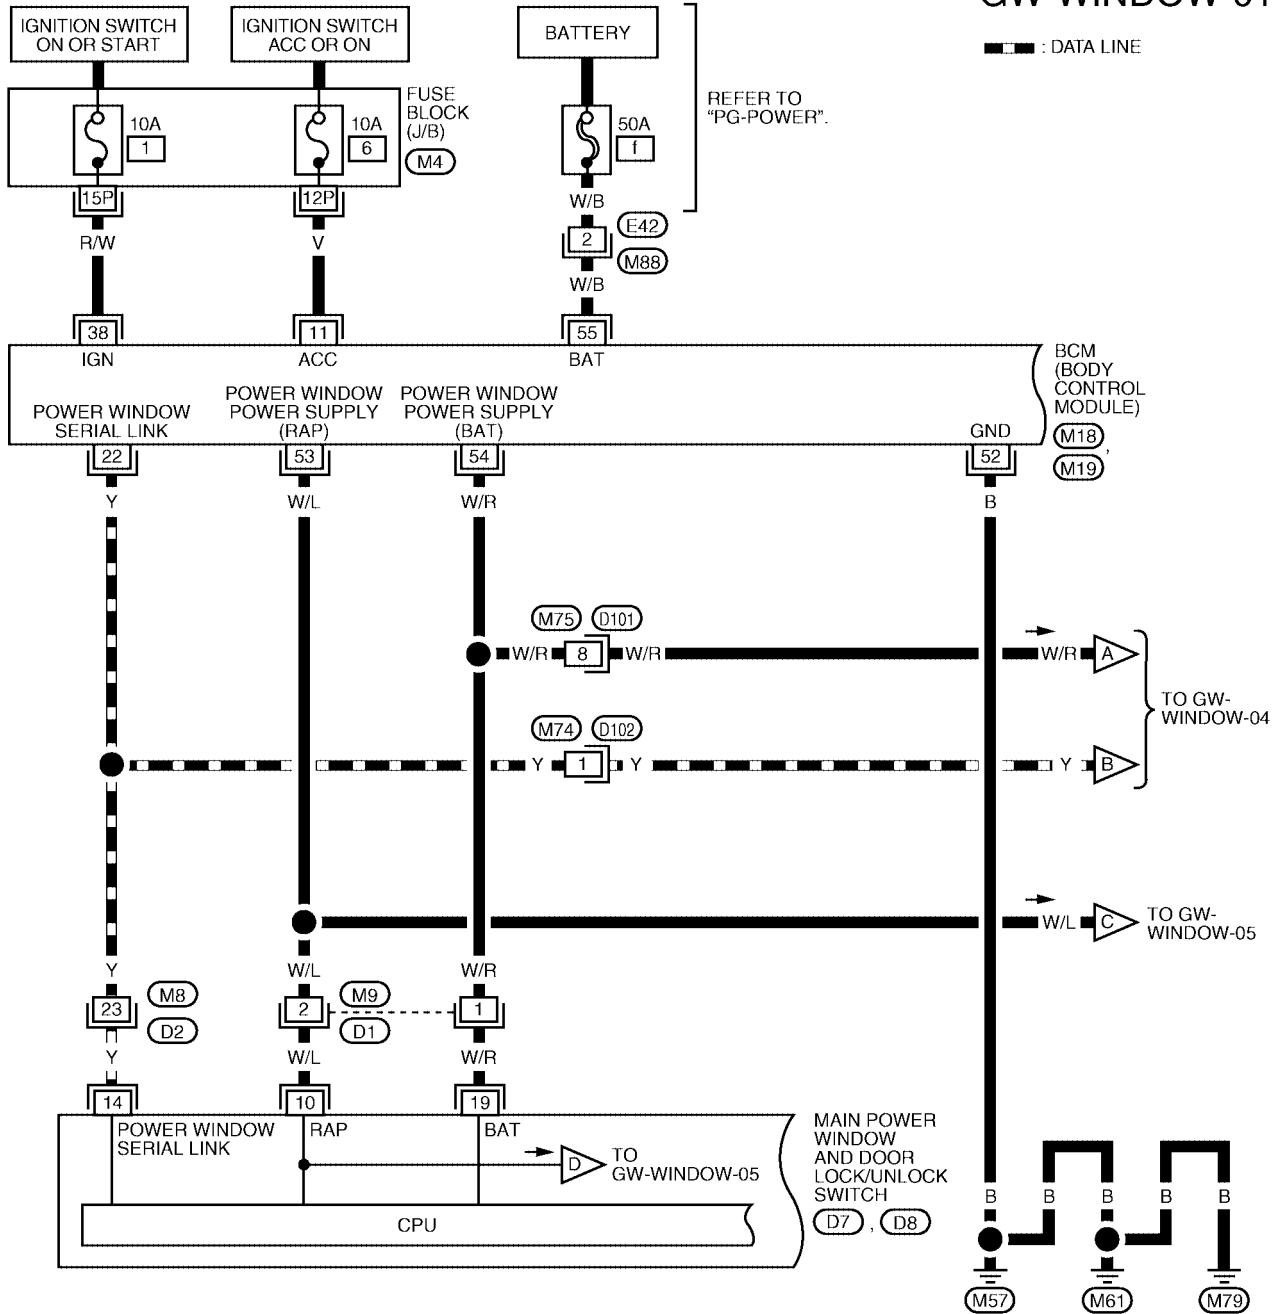 GW-WINDOW-01
IGNITION SWITCH
ON OR START
IGNITION SWITCH
ACC OR ON
BATTERY
: DATA LINE
REFER TO
"PG-POWER".
FUSE
BLOCK
(J/B)
M4
10A
1
10A
6
50A
f
15P
12P
W/B
R/W
V
2
E42
M88
W/B
38
11
55
IGN
ACC
BAT
BCM
(BODY
CONTROL
MODULE)
M18 ,
M19
POWER WINDOW
SERIAL LINK
POWER WINDOW
POWER SUPPLY
(RAP)
POWER WINDOW
POWER SUPPLY
(BAT)
GND
22
53
54
52
Y
W/L
W/R
B
M75 D101
W/R 8 W/R
W/R A
M74 D102
Y 1 Y
Y B
TO GW-
WINDOW-04
W/L C
TO GW-
WINDOW-05
Y
W/L
W/R
23
M8
D2
2
M9
D1
1
Y
W/L
W/R
14
10
19
POWER WINDOW
SERIAL LINK
RAP
BAT
D
TO
GW-WINDOW-05
CPU
MAIN POWER
WINDOW
AND DOOR
LOCK/UNLOCK
SWITCH
D7 , D8
B B B B B
M57
M61
M79